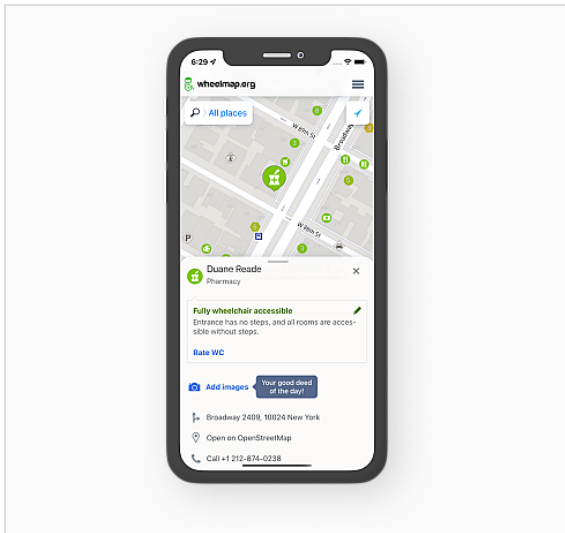 6:29
wheelmap.org
All places
W 89th St
Broadway
W 88th St
P
Duane Reade
Pharmacy
Fully wheelchair accessible
Entrance has no steps, and all rooms are acces-
sible without steps.
Rate WC
Add images
Your good deed
of the day!
Broadway 2409, 10024 New York
Open on OpenStreetMap
Call +1 212-874-0238